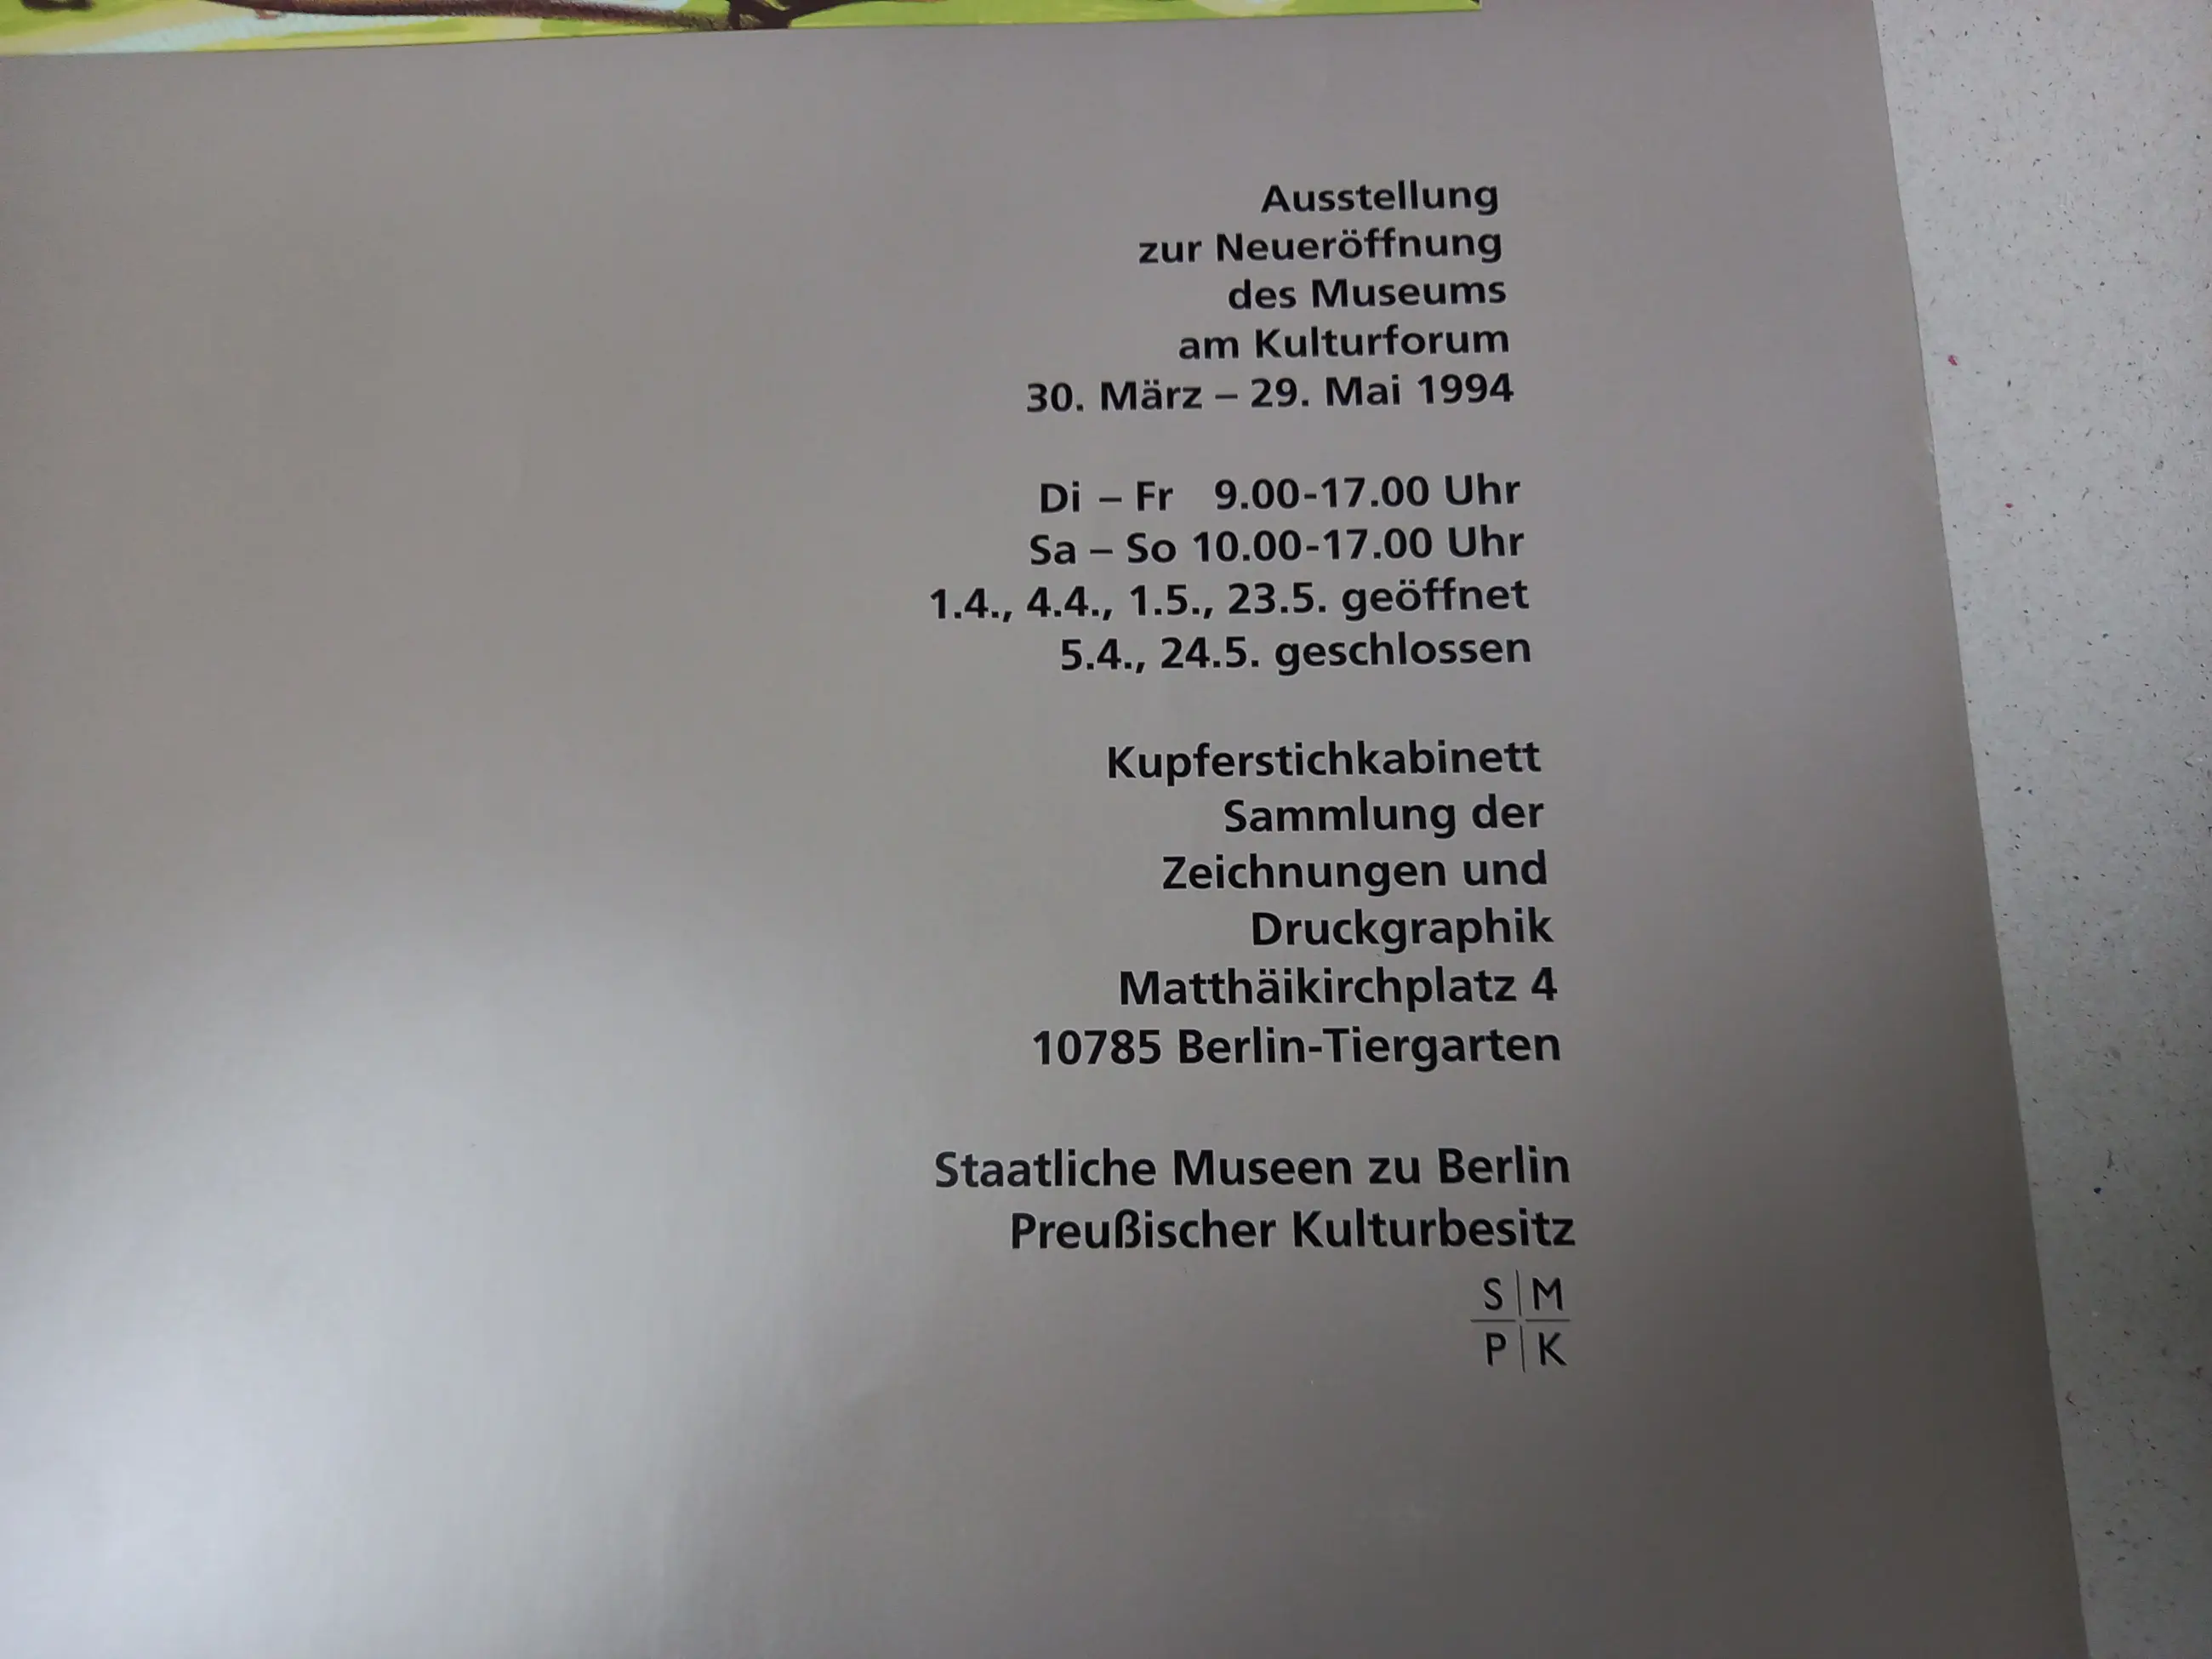 Ausstellung
zur Neueröffnung
des Museums
am Kulturforum
30. März – 29. Mai 1994
Di – Fr 9.00-17.00 Uhr
Sa – So 10.00-17.00 Uhr
1.4., 4.4., 1.5., 23.5. geöffnet
5.4., 24.5. geschlossen
Kupferstichkabinett
Sammlung der
Zeichnungen und
Druckgraphik
Matthäikirchplatz 4
10785 Berlin-Tiergarten
Staatliche Museen zu Berlin
Preußischer Kulturbesitz
S M
P K